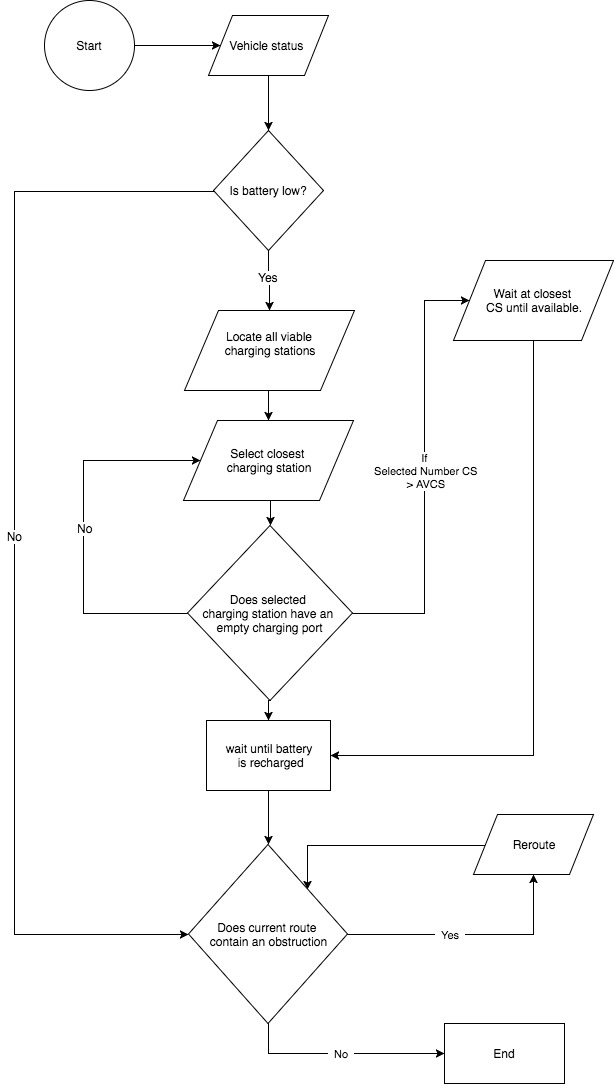 Start
Vehicle status
Is battery low?
Yes
Wait at closest
CS until available.
Locate all viable
charging stations
Select closest
charging station
If
Selected Number CS
> AVCS
No
No
Does selected
charging station have an
empty charging port
wait until battery
is recharged
Reroute
Does current route
contain an obstruction
Yes
No
End